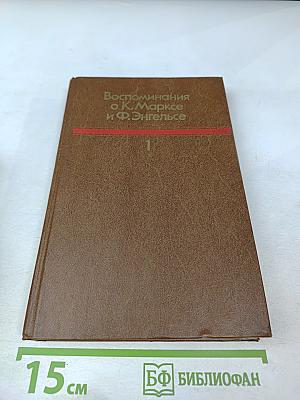 Воспоминания
о К. Марксе
и Ф. Энгельсе
1
15 см
БФ БИБЛИОФАН